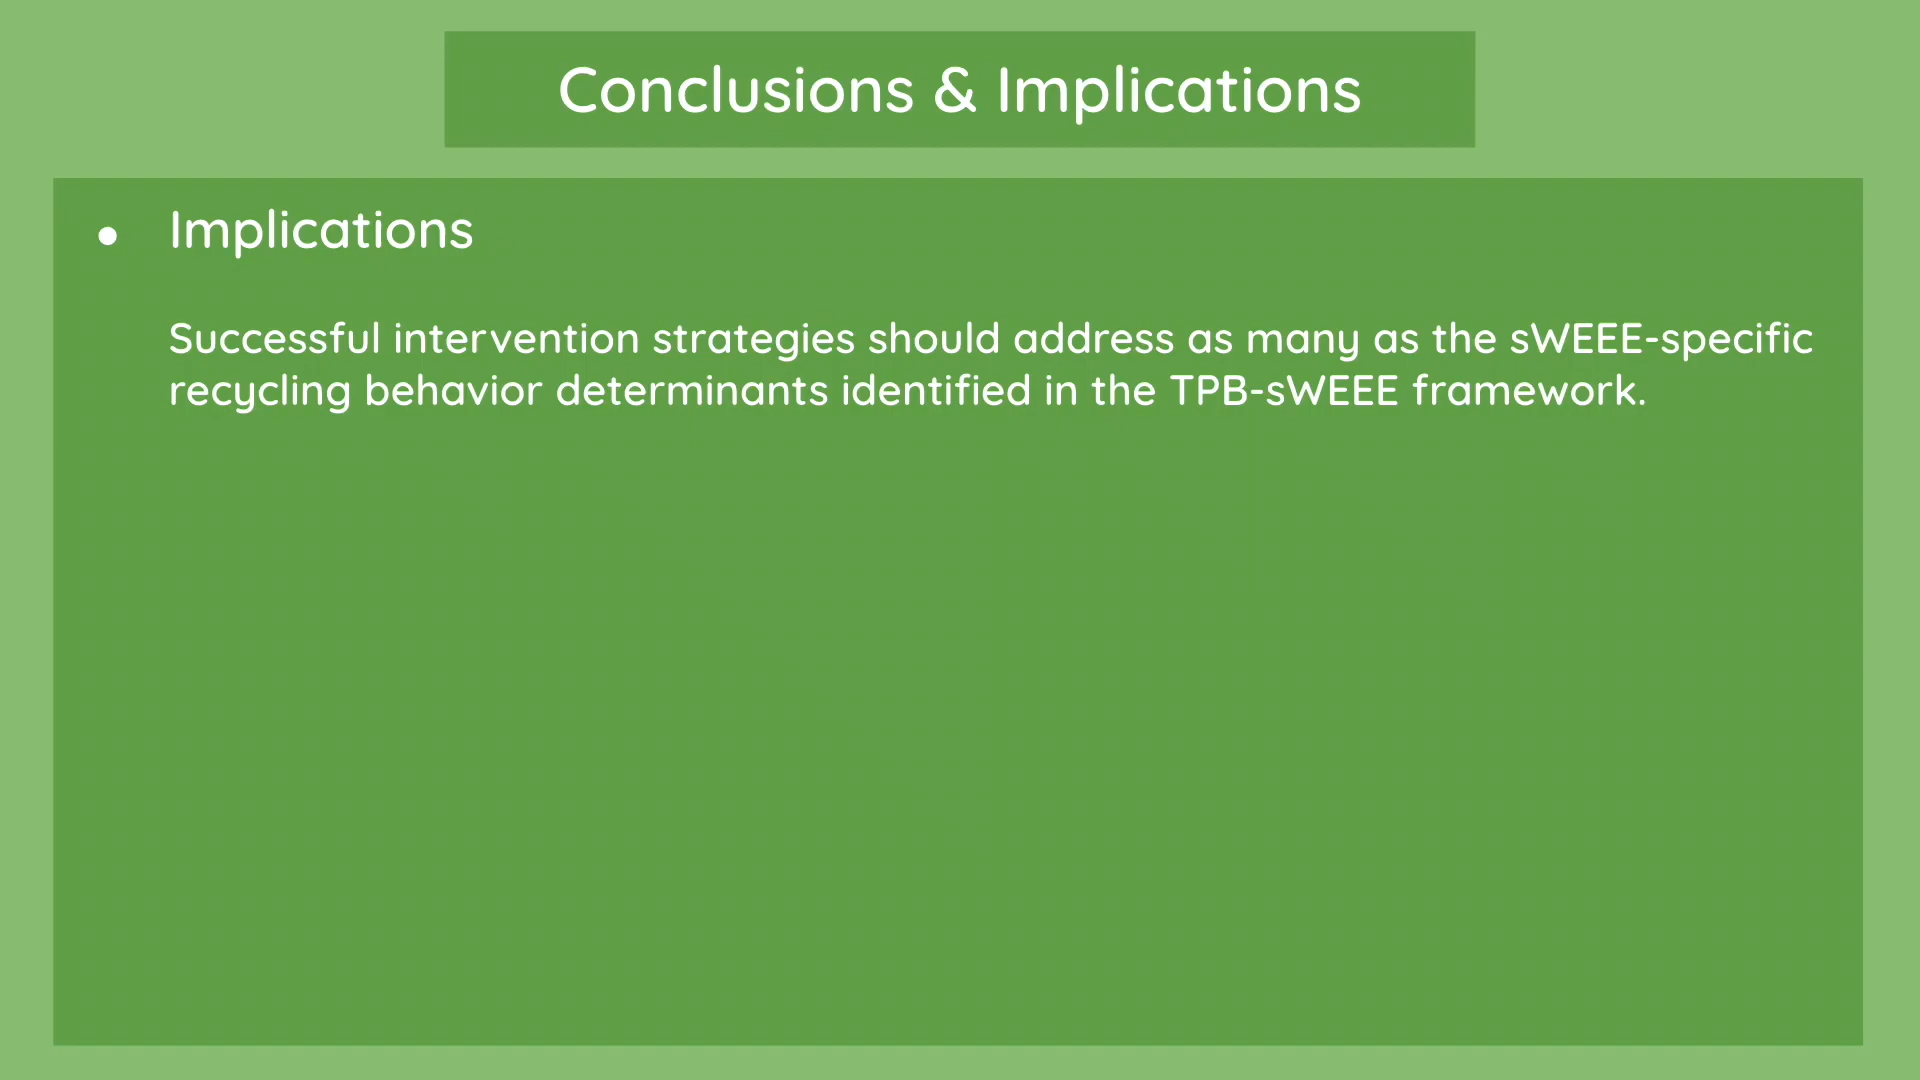 Conclusions & Implications
● Implications
Successful intervention strategies should address as many as the sWEEE-specific
recycling behavior determinants identified in the TPB-sWEEE framework.